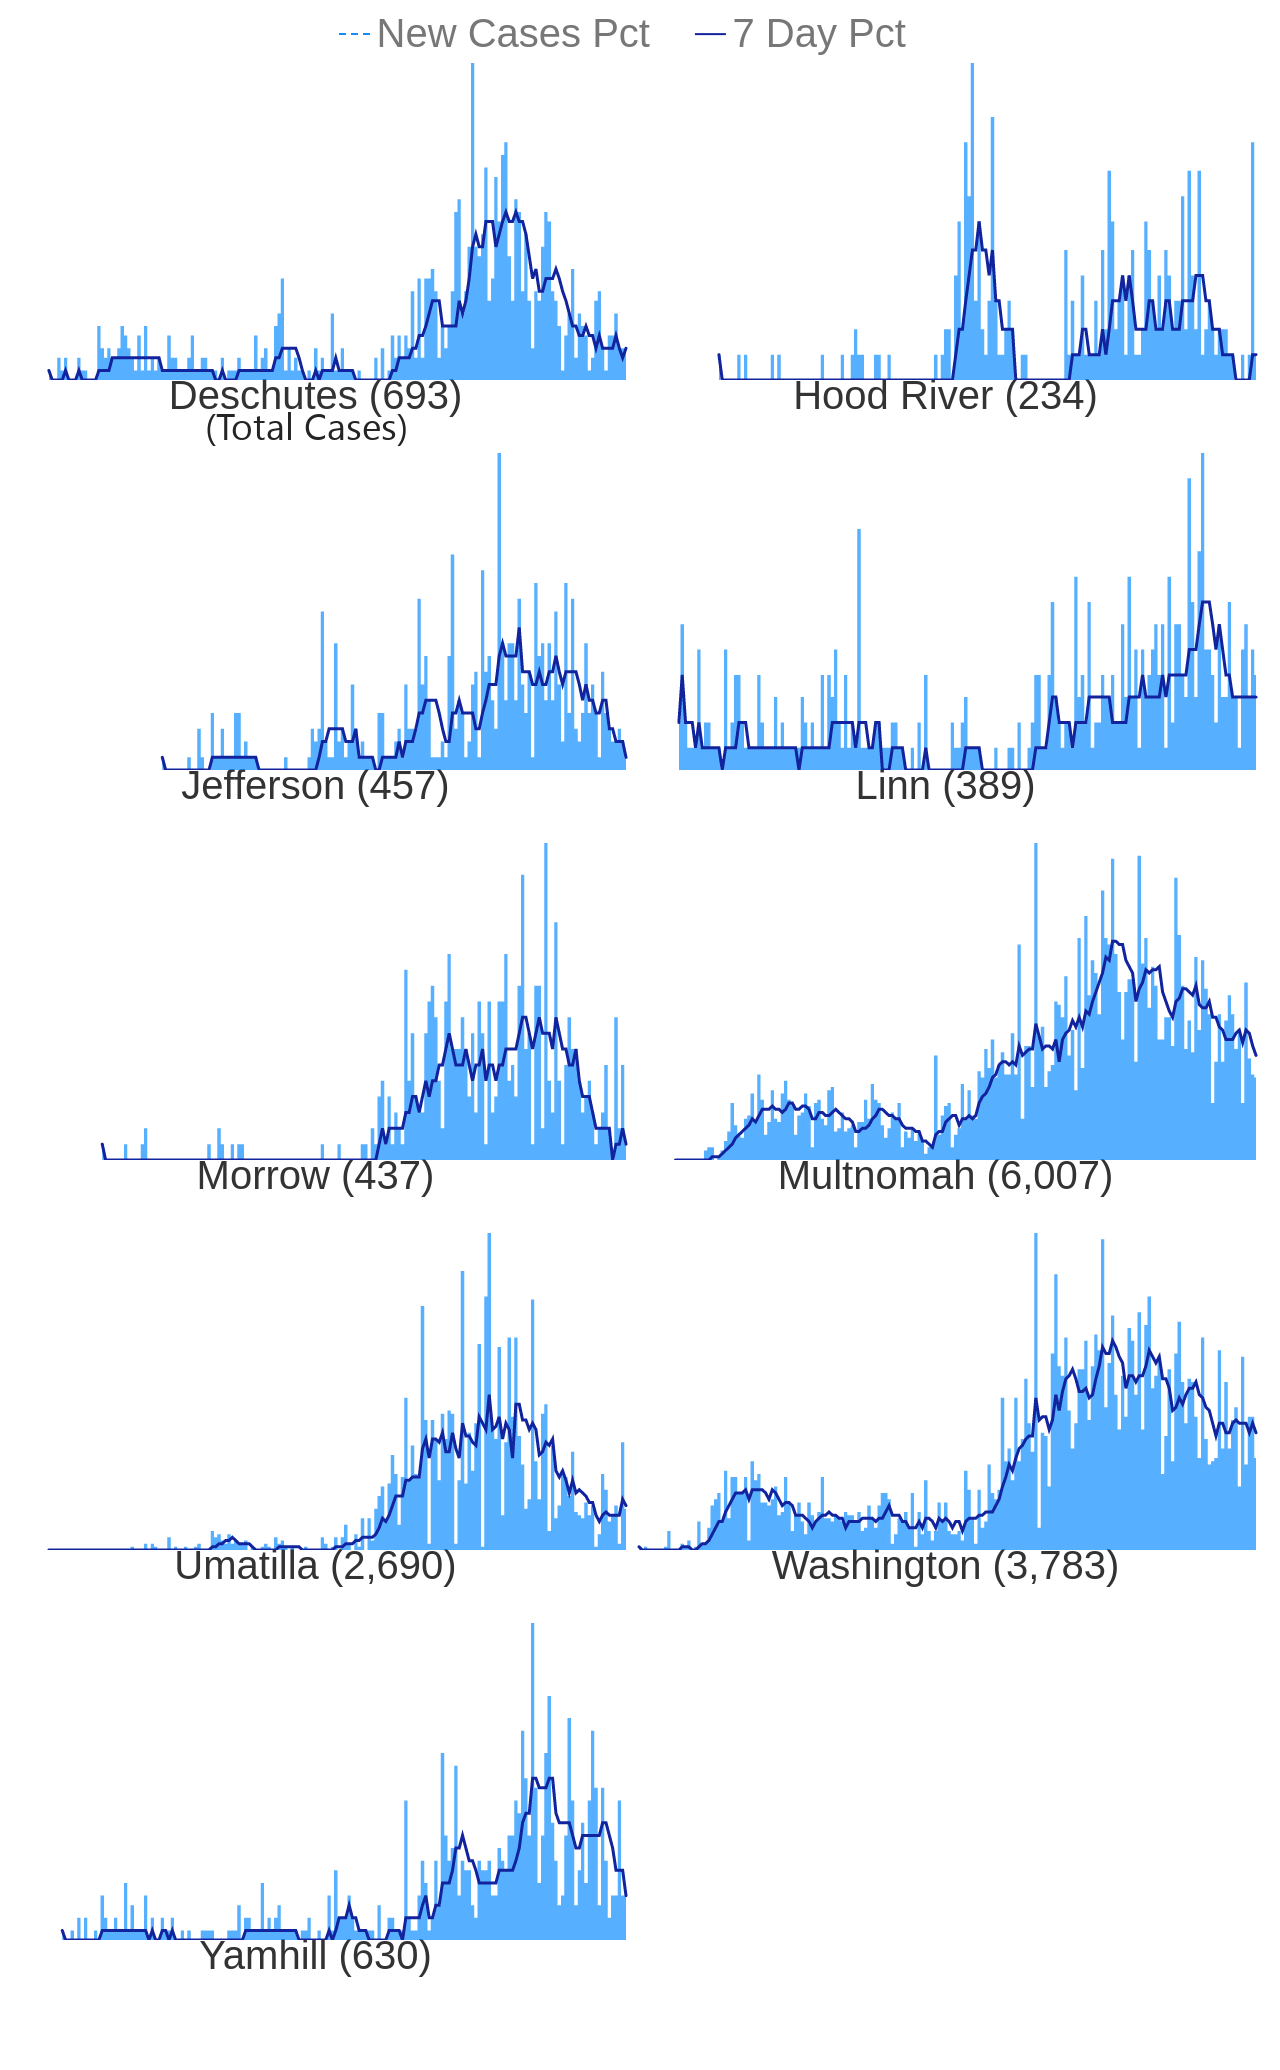 New Cases Pct 7 Day Pct
Deschutes (693) Hood River (234)
(Total Cases)
Jefferson (457) Linn (389)
Morrow (437) Multnomah (6,007)
Umatilla (2,690) Washington (3,783)
Yamhill (630)